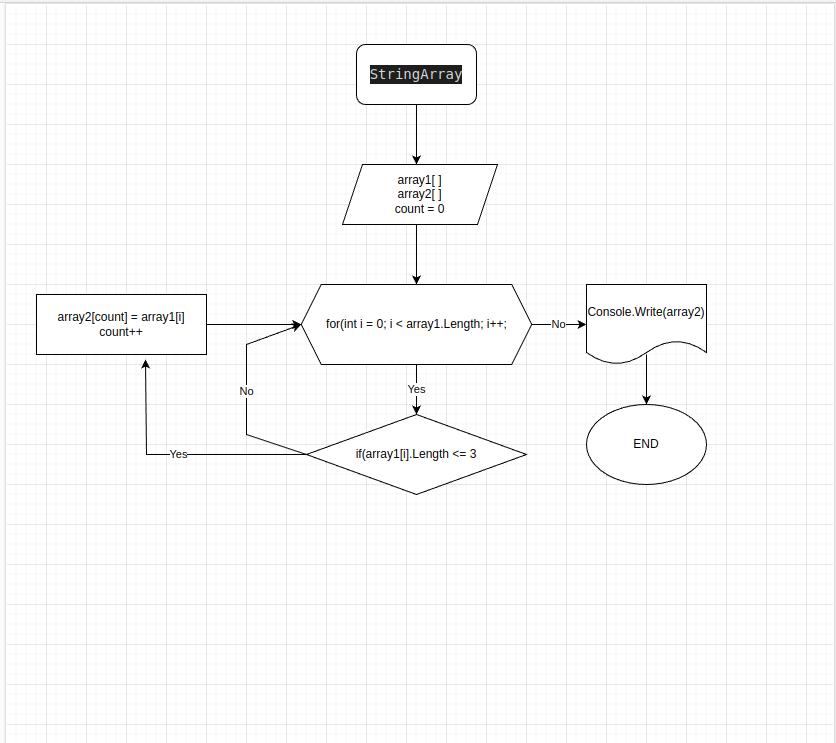 StringArray
array1[ ]
array2[ ]
count = 0
array2[count] = array1[i]
count++
for(int i = 0; i < array1.Length; i++;
No
Console.Write(array2)
No
Yes
END
Yes
if(array1[i].Length <= 3